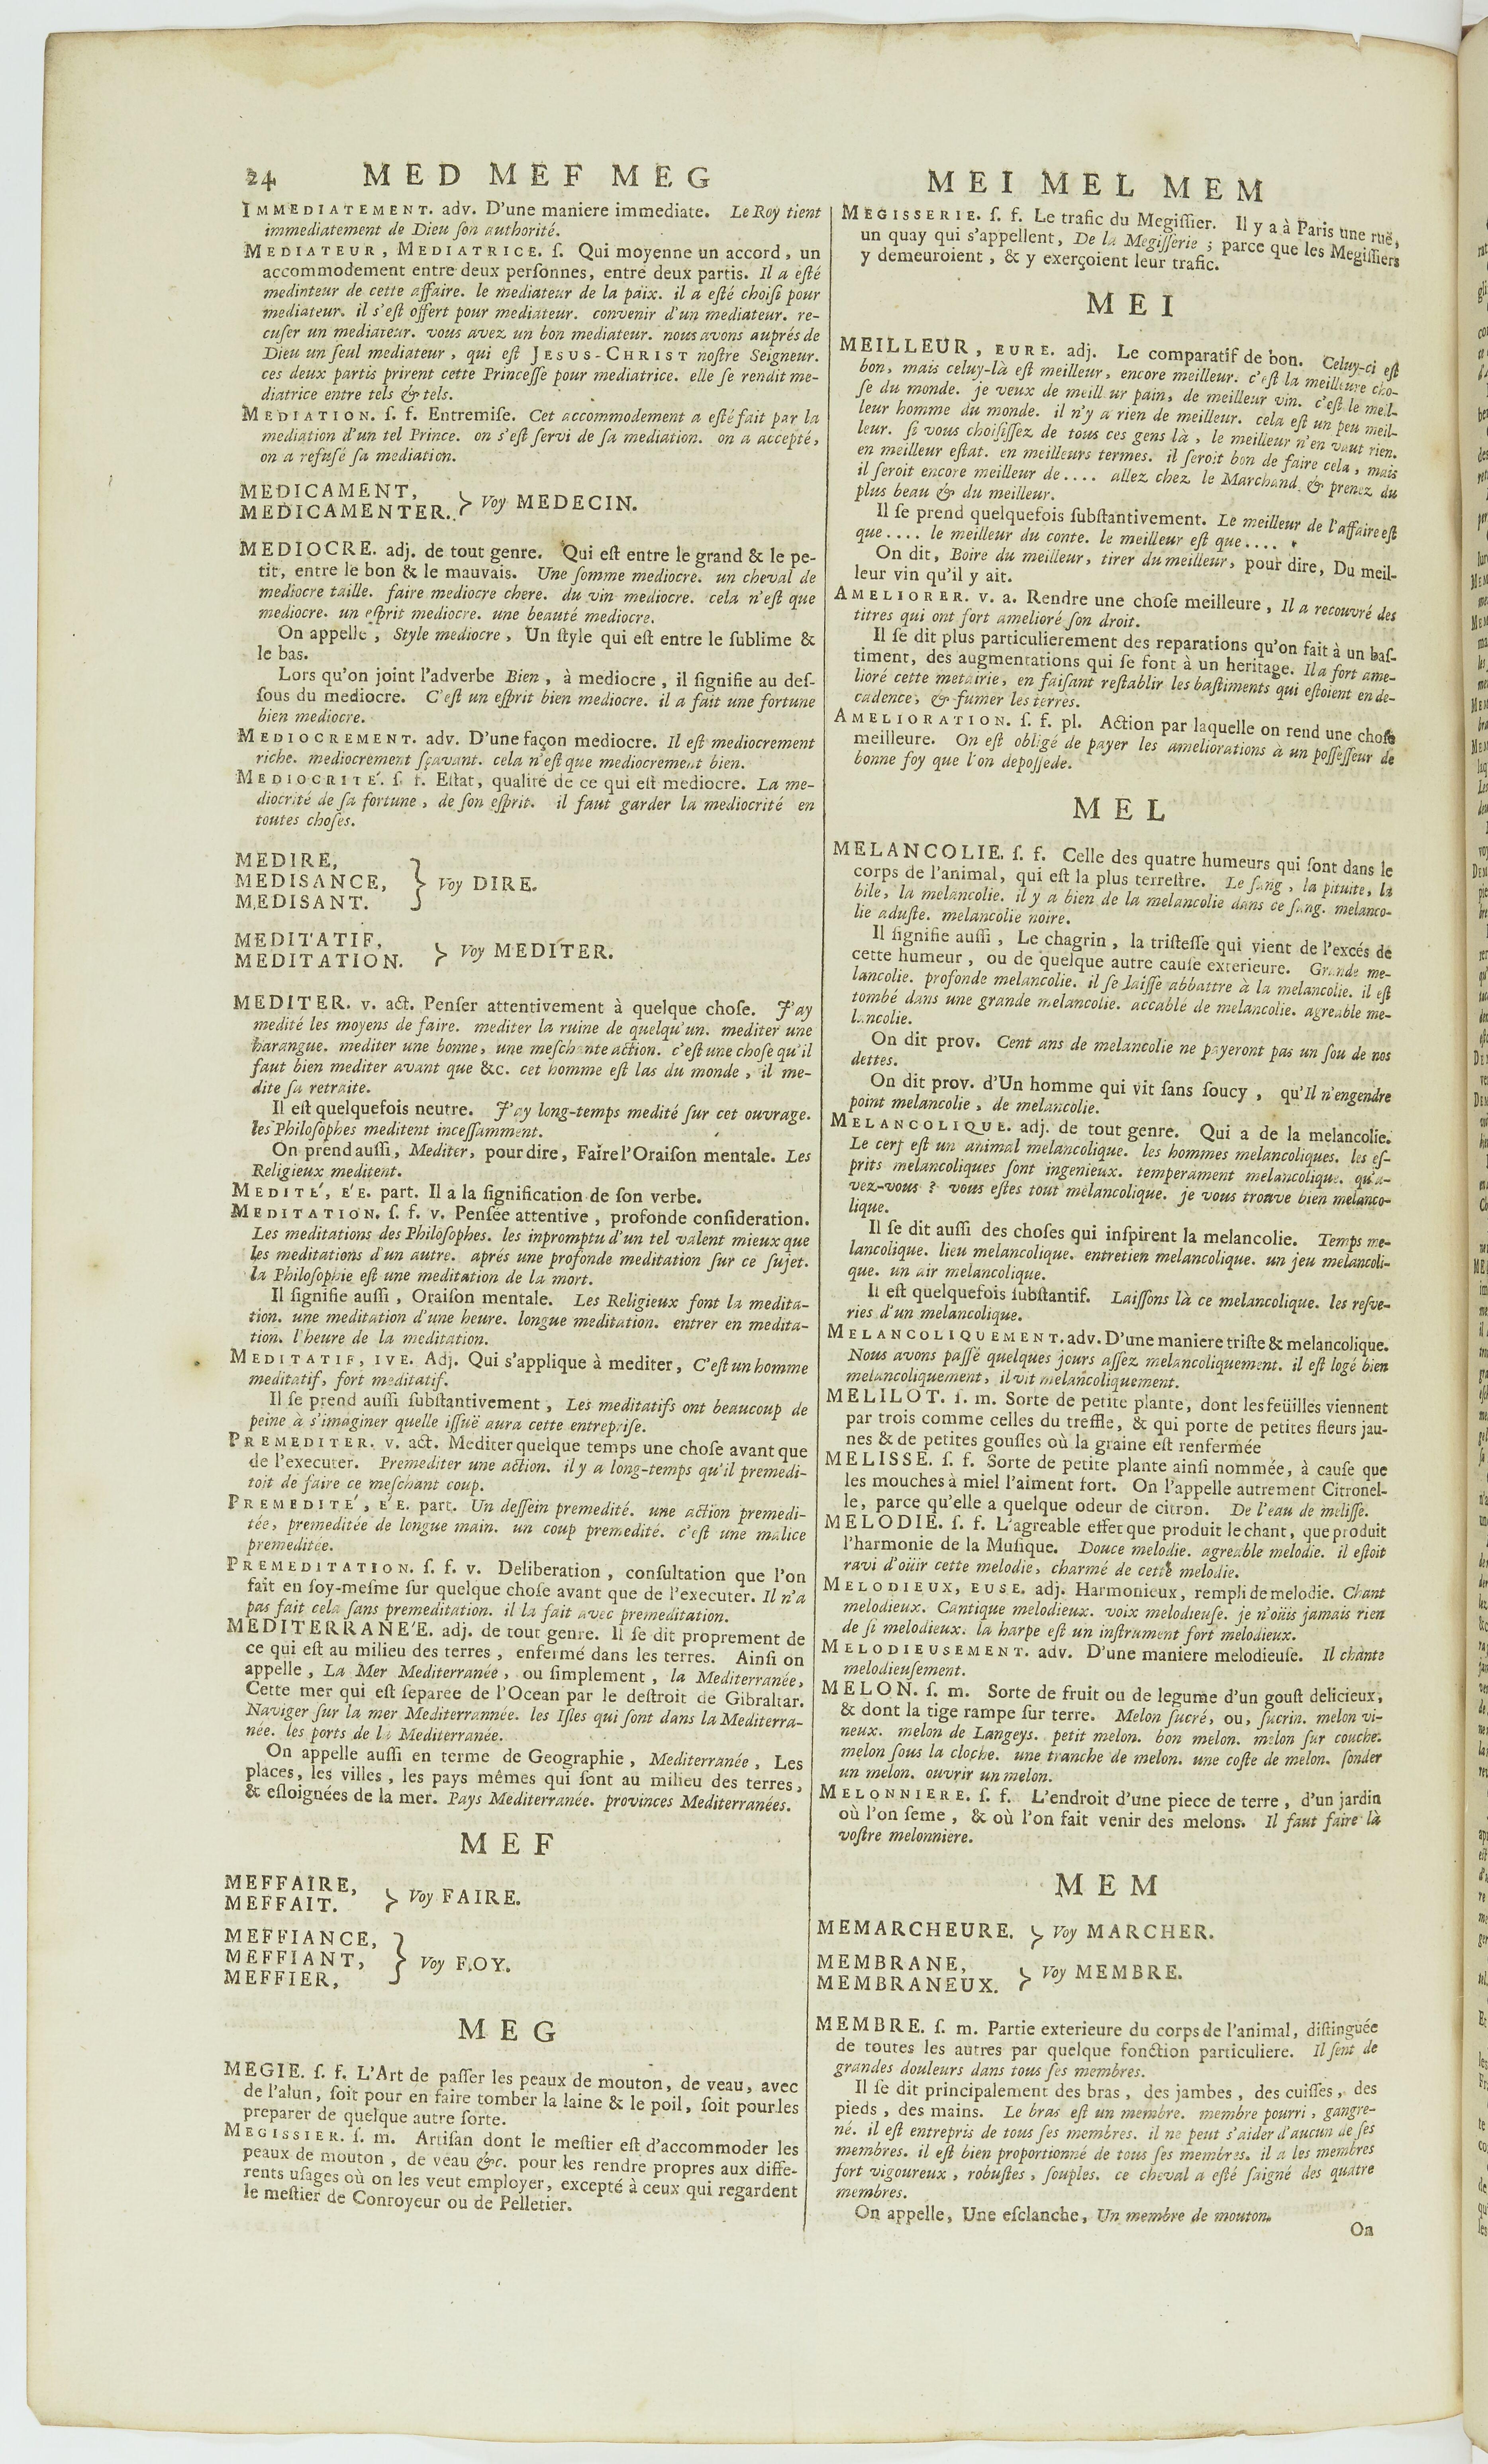 24 MED MEF MEG
IMMEDIATEMENT. adv. D'une maniere immediate. Le Roy tient
immediatement de Dieu ſon authorité.
MEDIATEUR, MEDIATRICE. ſ. Qui moyenne un accord, un
accommodement entre deux perſonnes, entre deux partis. Il a eſté
medinteur de cette affaire. le mediateur de la paix. il a eſté choiſi pour
mediateur. il s'eſt offert pour mediateur. convenir d'un mediateur. re-
cuſer un mediateur. vous avez un bon mediateur. nous avons auprés de
Dieu un ſeul mediateur, qui eſt JESUS-CHRIST noſtre Seigneur.
ces deux partis prirent cette Princeſſe pour mediatrice. elle ſe rendit me-
diatrice entre tels & tels.
MEDIATION. ſ. f. Entremiſe. Cet accommodement a eſté fait par la
mediation d'un tel Prince. on s'eſt ſervi de ſa mediation. on a accepté,
on a refuſé ſa mediation.
MEDICAMENT,
MEDICAMENTER. } Voy MEDECIN.
MEDIOCRE. adj. de tout genre. Qui eſt entre le grand & le pe-
tit, entre le bon & le mauvais. Une ſomme mediocre. un cheval de
mediocre taille. faire mediocre chere. du vin mediocre. cela n'eſt que
mediocre. un eſprit mediocre. une beauté mediocre.
On appelle, Style mediocre, Un ſtyle qui eſt entre le ſublime &
le bas.
Lors qu'on joint l'adverbe Bien, à mediocre, il ſignifie au deſ-
ſous du mediocre. C'eſt un eſprit bien mediocre. il a fait une fortune
bien mediocre.
MEDIOCREMENT. adv. D'une façon mediocre. Il eſt mediocrement
riche. mediocrement ſçavant. cela n'eſt que mediocrement bien.
MEDIOCRITE'. ſ. f. Eſtat, qualité de ce qui eſt mediocre. La me-
diocrité de ſa fortune, de ſon eſprit. il faut garder la mediocrité en
toutes choſes.
MEDIRE,
MEDISANCE, } Voy DIRE.
MEDISANT.
MEDITATIF,
MEDITATION. } Voy MEDITER.
MEDITER. v. act. Penſer attentivement à quelque choſe. J'ay
medité les moyens de faire. mediter la ruine de quelqu'un. mediter une
harangue. mediter une bonne, une meſchante action. c'eſt une choſe qu'il
faut bien mediter avant que &c. cet homme eſt las du monde, il me-
dite ſa retraite.
Il eſt quelquefois neutre. J'ay long-temps medité ſur cet ouvrage.
les Philoſophes meditent inceſſamment.
On prend auſſi, Mediter, pour dire, Faire l'Oraiſon mentale. Les
Religieux meditent.
MEDITE', E'E. part. Il a la ſignification de ſon verbe.
MEDITATION. ſ. f. v. Penſée attentive, profonde conſideration.
Les meditations des Philoſophes. les inpromptu d'un tel valent mieux que
les meditations d'un autre. aprés une profonde meditation ſur ce ſujet.
la Philoſophie eſt une meditation de la mort.
Il ſignifie auſſi, Oraiſon mentale. Les Religieux font la medita-
tion. une meditation d'une heure. longue meditation. entrer en medita-
tion. l'heure de la meditation.
MEDITATIF, IVE. Adj. Qui s'applique à mediter, C'eſt un homme
meditatif, fort meditatif.
Il ſe prend auſſi ſubſtantivement, Les meditatifs ont beaucoup de
peine à s'imaginer quelle iſſuë aura cette entrepriſe.
PREMEDITER. v. act. Mediter quelque temps une choſe avant que
de l'executer. Premediter une action. il y a long-temps qu'il premedi-
toit de faire ce meſchant coup.
PREMEDITE', E'E. part. Un deſſein premedité. une action premedi-
tée, premeditée de longue main. un coup premedité. c'eſt une malice
premeditée.
PREMEDITATION. ſ. f. v. Deliberation, conſultation que l'on
fait en ſoy-meſme ſur quelque choſe avant que de l'executer. Il n'a
pas fait cela ſans premeditation. il la fait avec premeditation.
MEDITERRANE'E. adj. de tout genre. Il ſe dit proprement de
ce qui eſt au milieu des terres, enfermé dans les terres. Ainſi on
appelle, La Mer Mediterranée, ou ſimplement, la Mediterranée,
Cette mer qui eſt ſeparée de l'Ocean par le deſtroit de Gibraltar.
Naviger ſur la mer Mediterrannée. les Iſles qui ſont dans la Mediterra-
née. les ports de la Mediterranée.
On appelle auſſi en terme de Geographie, Mediterranée, Les
places, les villes, les pays mêmes qui ſont au milieu des terres,
& eſloignées de la mer. Pays Mediterranée. provinces Mediterranées.
MEF
MEFFAIRE,
MEFFAIT. } Voy FAIRE.
MEFFIANCE,
MEFFIANT, } Voy FOY.
MEFFIER,
MEG
MEGIE. ſ. f. L'Art de paſſer les peaux de mouton, de veau, avec
de l'alun, ſoit pour en faire tomber la laine & le poil, ſoit pour les
preparer de quelque autre ſorte.
MEGISSIER. ſ. m. Artiſan dont le meſtier eſt d'accommoder les
peaux de mouton, de veau &c. pour les rendre propres aux diffe-
rents uſages où on les veut employer, excepté à ceux qui regardent
le meſtier de Conroyeur ou de Pelletier.
MEI MEL MEM
MEGISSERIE. ſ. f. Le trafic du Megiſſier. Il y a à Paris une ruë,
un quay qui s'appellent, De la Megiſſerie; parce que les Megiſſiers
y demeuroient, & y exerçoient leur trafic.
MEI
MEILLEUR, EURE. adj. Le comparatif de bon. Celuy-ci eſt
bon, mais celuy-là eſt meilleur, encore meilleur. c'eſt la meilleure cho-
ſe du monde. je veux de meill ur pain, de meilleur vin. c'eſt le meil-
leur homme du monde. il n'y a rien de meilleur. cela eſt un peu meil-
leur. ſi vous choiſiſſez de tous ces gens là, le meilleur n'en vaut rien.
en meilleur eſtat. en meilleurs termes. il ſeroit bon de faire cela, mais
il ſeroit encore meilleur de.... allez chez le Marchand & prenez du
plus beau & du meilleur.
Il ſe prend quelquefois ſubſtantivement. Le meilleur de l'affaire eſt
que.... le meilleur du conte. le meilleur eſt que....
On dit, Boire du meilleur, tirer du meilleur, pour dire, Du meil-
leur vin qu'il y ait.
AMELIORER. v. a. Rendre une choſe meilleure, Il a recouvré des
titres qui ont fort amelioré ſon droit.
Il ſe dit plus particulierement des reparations qu'on fait à un baſ-
timent, des augmentations qui ſe font à un heritage. Il a fort ame-
lioré cette metairie, en faiſant reſtablir les baſtiments qui eſtoient en de-
cadence, & fumer les terres.
AMELIORATION. ſ. f. pl. Action par laquelle on rend une choſe
meilleure. On eſt obligé de payer les ameliorations à un poſſeſſeur de
bonne foy que l'on depoſſede.
MEL
MELANCOLIE. ſ. f. Celle des quatre humeurs qui ſont dans le
corps de l'animal, qui eſt la plus terreſtre. Le ſang, la pituite, la
bile, la melancolie. il y a bien de la melancolie dans ce ſang. melanco-
lie aduſte. melancolie noire.
Il ſignifie auſſi, Le chagrin, la triſteſſe qui vient de l'excés de
cette humeur, ou de quelque autre cauſe exterieure. Grande me-
lancolie. profonde melancolie. il ſe laiſſe abbattre à la melancolie. il eſt
tombé dans une grande melancolie. accablé de melancolie. agreable me-
lancolie.
On dit prov. Cent ans de melancolie ne payeront pas un ſou de nos
dettes.
On dit prov. d'Un homme qui vit ſans ſoucy, qu'Il n'engendre
point melancolie, de melancolie.
MELANCOLIQUE. adj. de tout genre. Qui a de la melancolie.
Le cerf eſt un animal melancolique. les hommes melancoliques. les eſ-
prits melancoliques ſont ingenieux. temperament melancolique. qu'a-
vez-vous? vous eſtes tout melancolique. je vous trouve bien melanco-
lique.
Il ſe dit auſſi des choſes qui inſpirent la melancolie. Temps me-
lancolique. lieu melancolique. entretien melancolique. un jeu melancoli-
que. un air melancolique.
Il eſt quelquefois ſubſtantif. Laiſſons là ce melancolique. les reſve-
ries d'un melancolique.
MELANCOLIQUEMENT. adv. D'une maniere triſte & melancolique.
Nous avons paſſé quelques jours aſſez melancoliquement. il eſt logé bien
melancoliquement, il vit melancoliquement.
MELILOT. ſ. m. Sorte de petite plante, dont les feüilles viennent
par trois comme celles du treffle, & qui porte de petites fleurs jau-
nes & de petites gouſſes où la graine eſt renfermée
MELISSE. ſ. f. Sorte de petite plante ainſi nommée, à cauſe que
les mouches à miel l'aiment fort. On l'appelle autrement Citronel-
le, parce qu'elle a quelque odeur de citron. De l'eau de meliſſe.
MELODIE. ſ. f. L'agreable effet que produit le chant, que produit
l'harmonie de la Muſique. Douce melodie. agreable melodie. il eſtoit
ravi d'oüir cette melodie, charmé de cette melodie.
MELODIEUX, EUSE. adj. Harmonieux, rempli de melodie. Chant
melodieux. Cantique melodieux. voix melodieuſe. je n'oüis jamais rien
de ſi melodieux. la harpe eſt un inſtrument fort melodieux.
MELODIEUSEMENT. adv. D'une maniere melodieuſe. Il chante
melodieuſement.
MELON. ſ. m. Sorte de fruit ou de legume d'un gouſt delicieux,
& dont la tige rampe ſur terre. Melon ſucré, ou, ſucrin. melon vi-
neux. melon de Langeys. petit melon. bon melon. melon ſur couche.
melon ſous la cloche. une tranche de melon. une coſte de melon. ſonder
un melon. ouvrir un melon.
MELONNIERE. ſ. f. L'endroit d'une piece de terre, d'un jardin
où l'on ſeme, & où l'on fait venir des melons. Il faut faire là
voſtre melonniere.
MEM
MEMARCHEURE. } Voy MARCHER.
MEMBRANE,
MEMBRANEUX. } Voy MEMBRE.
MEMBRE. ſ. m. Partie exterieure du corps de l'animal, diſtinguée
de toutes les autres par quelque fonction particuliere. Il ſent de
grandes douleurs dans tous ſes membres.
Il ſe dit principalement des bras, des jambes, des cuiſſes, des
pieds, des mains. Le bras eſt un membre. membre pourri, gangre-
né. il eſt entrepris de tous ſes membres. il ne peut s'aider d'aucun de ſes
membres. il eſt bien proportionné de tous ſes membres. il a les membres
fort vigoureux, robuſtes, ſouples. ce cheval a eſté ſaigné des quatre
membres.
On appelle, Une eſclanche, Un membre de mouton.
On